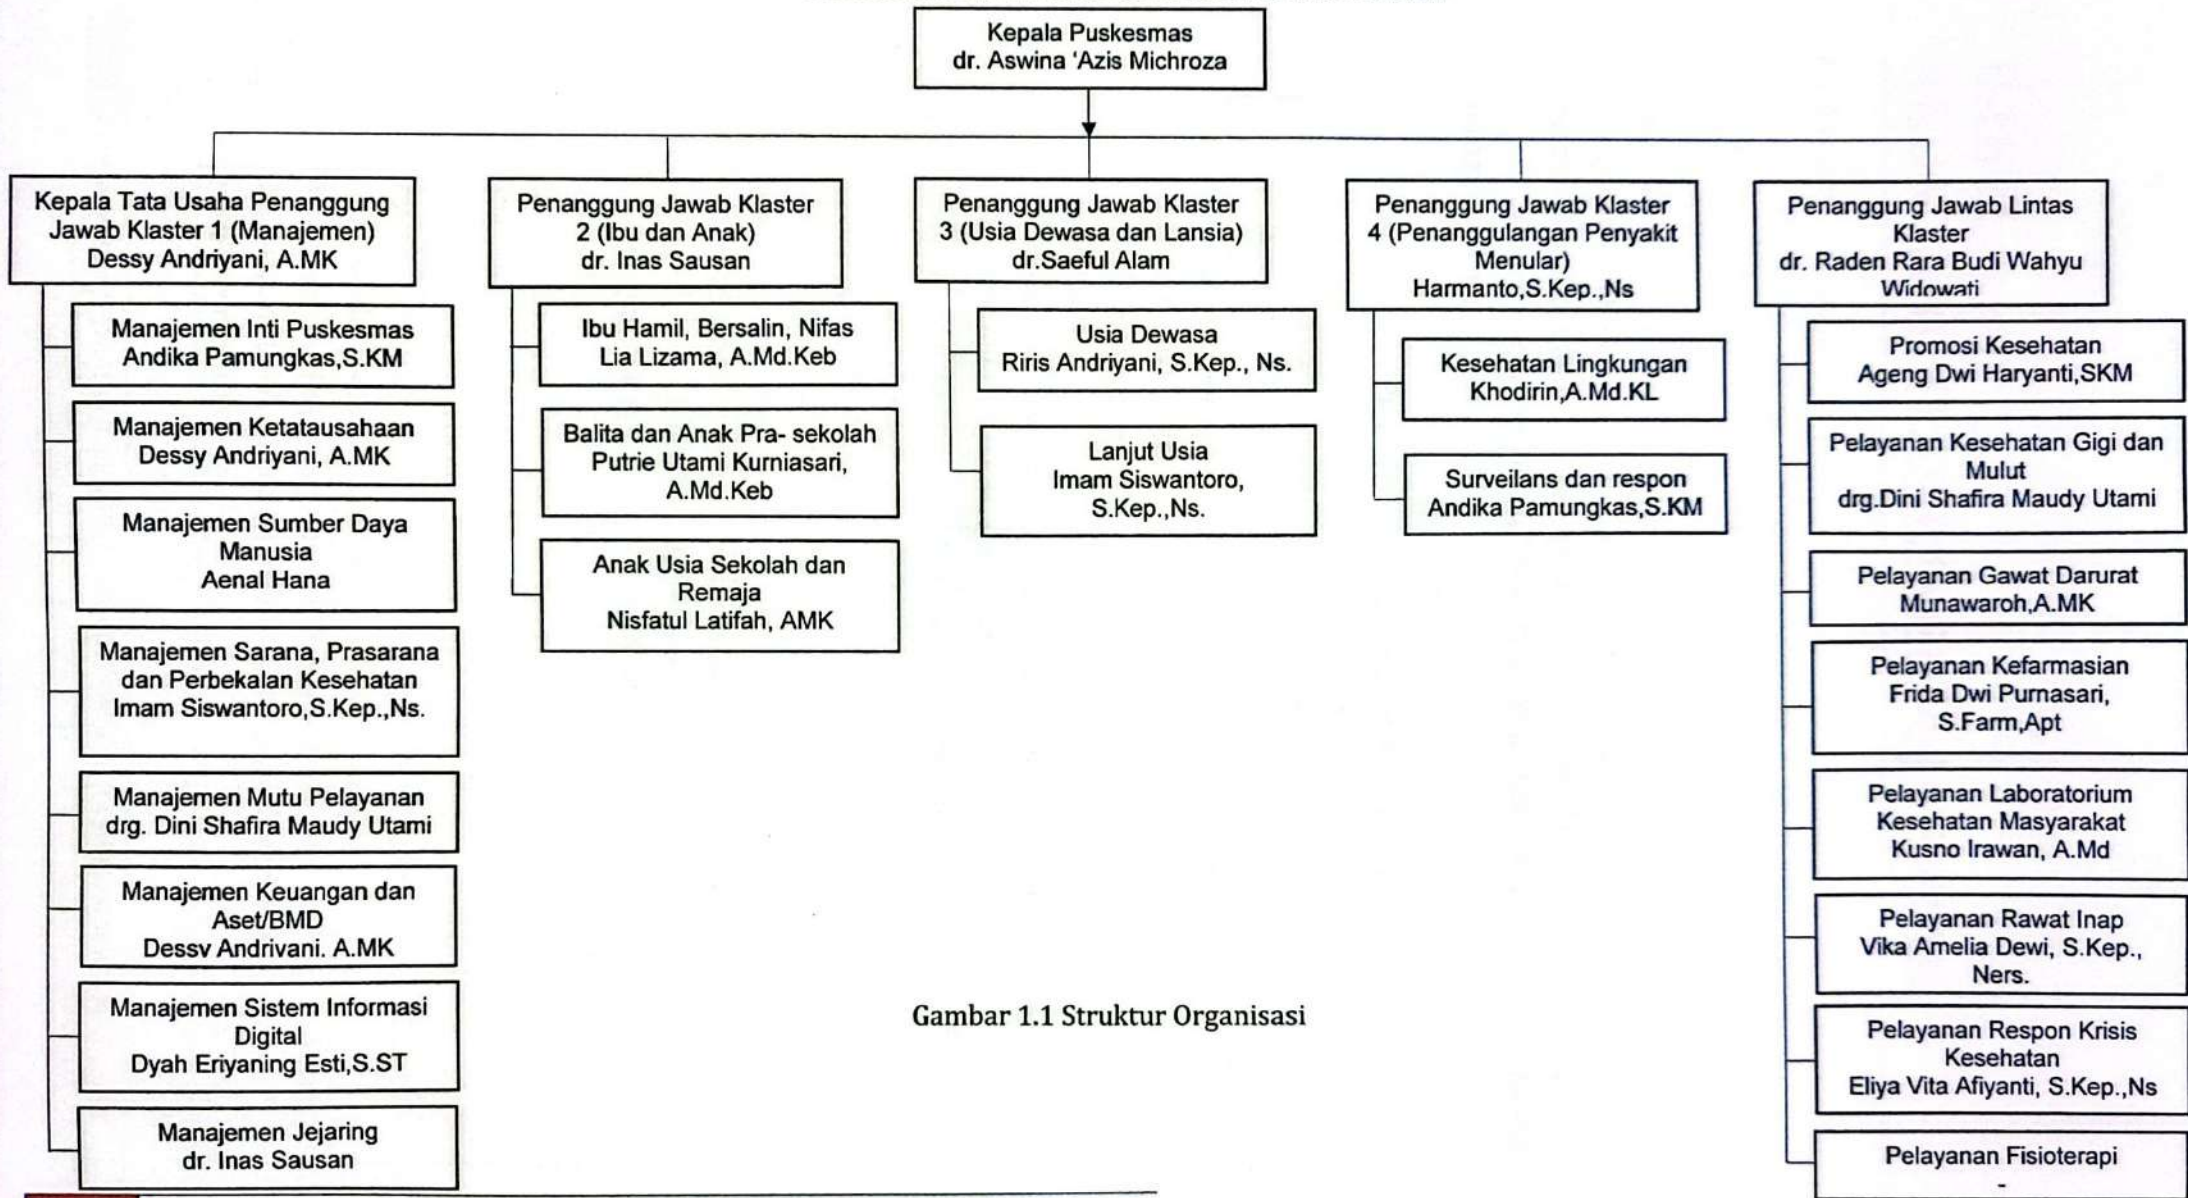 Kepala Puskesmas
dr. Aswina 'Azis Michroza
Kepala Tata Usaha Penanggung
Jawab Klaster 1 (Manajemen)
Dessy Andriyani, A.MK
Manajemen Inti Puskesmas
Andika Pamungkas,S.KM
Manajemen Ketatausahaan
Dessy Andriyani, A.MK
Manajemen Sumber Daya
Manusia
Aenal Hana
Manajemen Sarana, Prasarana
dan Perbekalan Kesehatan
Imam Siswantoro,S.Kep.,Ns.
Manajemen Mutu Pelayanan
drg. Dini Shafira Maudy Utami
Manajemen Keuangan dan
Aset/BMD
Dessy Andriyani. A.MK
Manajemen Sistem Informasi
Digital
Dyah Eriyaning Esti,S.ST
Manajemen Jejaring
dr. Inas Sausan
Penanggung Jawab Klaster
2 (Ibu dan Anak)
dr. Inas Sausan
Ibu Hamil, Bersalin, Nifas
Lia Lizama, A.Md.Keb
Balita dan Anak Pra- sekolah
Putrie Utami Kurniasari,
A.Md.Keb
Anak Usia Sekolah dan
Remaja
Nisfatul Latifah, AMK
Penanggung Jawab Klaster
3 (Usia Dewasa dan Lansia)
dr.Saeful Alam
Usia Dewasa
Riris Andriyani, S.Kep., Ns.
Lanjut Usia
Imam Siswantoro,
S.Kep.,Ns.
Penanggung Jawab Klaster
4 (Penanggulangan Penyakit
Menular)
Harmanto,S.Kep.,Ns
Kesehatan Lingkungan
Khodirin,A.Md.KL
Surveilans dan respon
Andika Pamungkas,S.KM
Penanggung Jawab Lintas
Klaster
dr. Raden Rara Budi Wahyu
Widowati
Promosi Kesehatan
Ageng Dwi Haryanti,SKM
Pelayanan Kesehatan Gigi dan
Mulut
drg.Dini Shafira Maudy Utami
Pelayanan Gawat Darurat
Munawaroh,A.MK
Pelayanan Kefarmasian
Frida Dwi Purnasari,
S.Farm,Apt
Pelayanan Laboratorium
Kesehatan Masyarakat
Kusno Irawan, A.Md
Pelayanan Rawat Inap
Vika Amelia Dewi, S.Kep.,
Ners.
Pelayanan Respon Krisis
Kesehatan
Eliya Vita Afiyanti, S.Kep.,Ns
Pelayanan Fisioterapi
-
Gambar 1.1 Struktur Organisasi